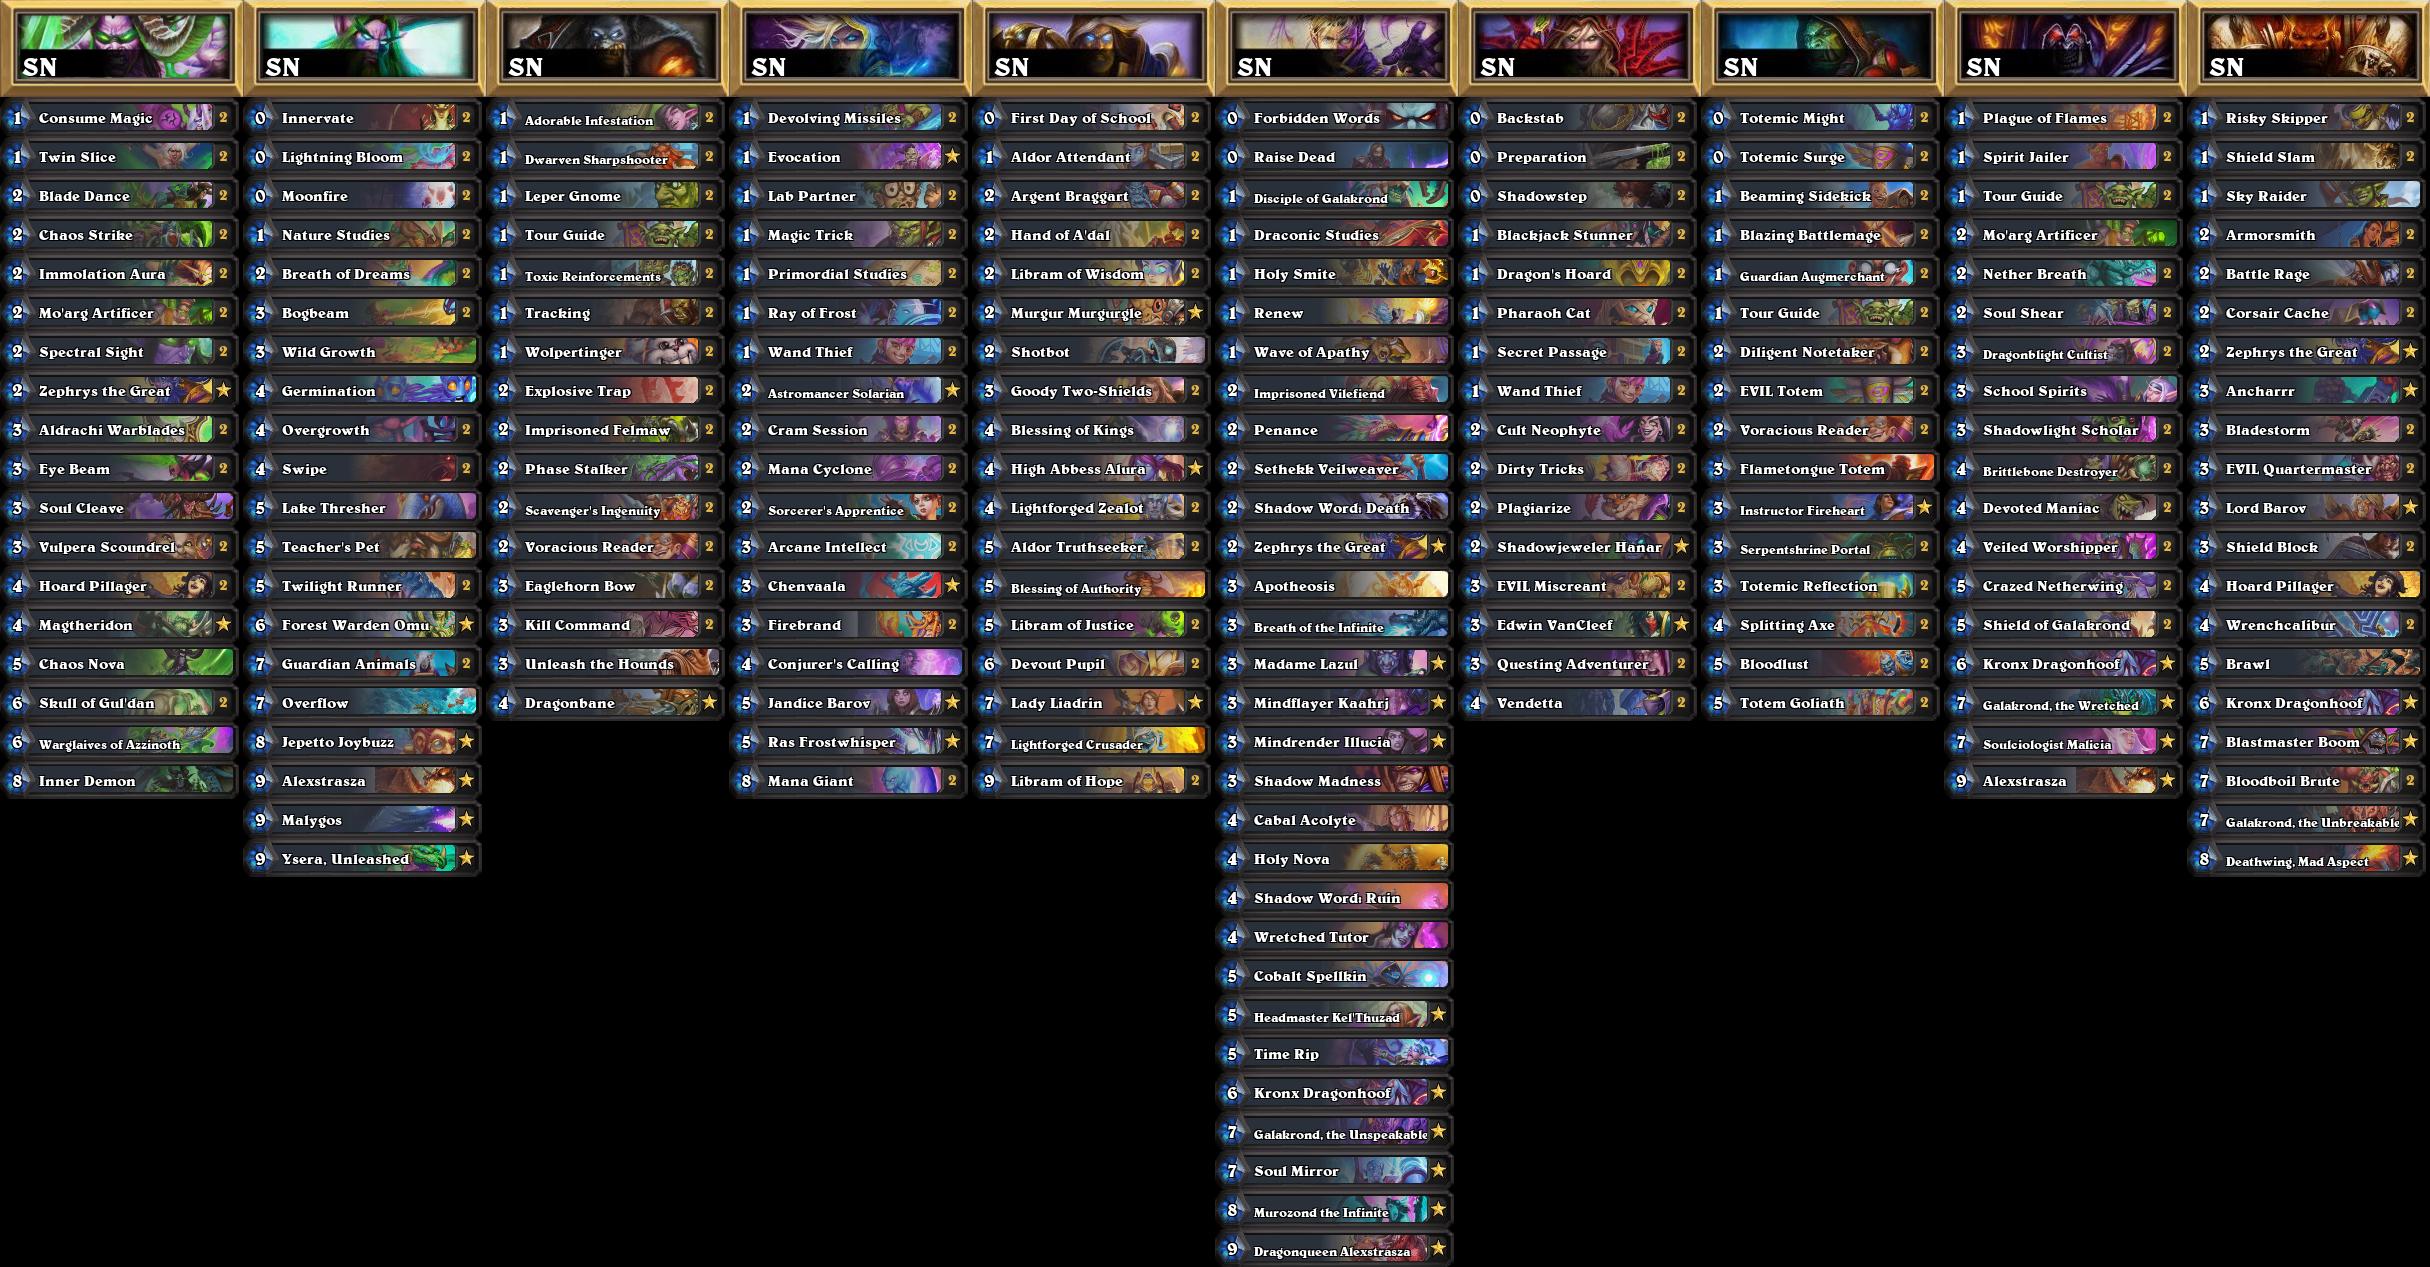 SN
1 Consume Magic 2
1 Twin Slice 2
2 Blade Dance 2
2 Chaos Strike 2
2 Immolation Aura 2
2 Mo'arg Artificer 2
2 Spectral Sight 2
2 Zephrys the Great
3 Aldrachi Warblades 2
3 Eye Beam 2
3 Soul Cleave
3 Vulpera Scoundrel 2
4 Hoard Pillager 2
4 Magtheridon
5 Chaos Nova
6 Skull of Gul'dan 2
6 Warglaives of Azzinoth
8 Inner Demon
SN
0 Innervate 2
0 Lightning Bloom 2
0 Moonfire 2
1 Nature Studies 2
2 Breath of Dreams 2
3 Bogbeam 2
3 Wild Growth
4 Germination
4 Overgrowth 2
4 Swipe 2
5 Lake Thresher
5 Teacher's Pet
5 Twilight Runner 2
6 Forest Warden Omu
7 Guardian Animals 2
7 Overflow
8 Jepetto Joybuzz
9 Alexstrasza
9 Malygos
9 Ysera, Unleashed
SN
1 Adorable Infestation 2
1 Dwarven Sharpshooter 2
1 Leper Gnome 2
1 Tour Guide 2
1 Toxic Reinforcements 2
1 Tracking 2
1 Wolpertinger 2
2 Explosive Trap 2
2 Imprisoned Felmaw 2
2 Phase Stalker 2
2 Scavenger's Ingenuity 2
2 Voracious Reader 2
3 Eaglehorn Bow 2
3 Kill Command 2
3 Unleash the Hounds
4 Dragonbane
SN
1 Devolving Missiles 2
1 Evocation
1 Lab Partner 2
1 Magic Trick 2
1 Primordial Studies 2
1 Ray of Frost 2
1 Wand Thief 2
2 Astromancer Solarian
2 Cram Session 2
2 Mana Cyclone 2
2 Sorcerer's Apprentice 2
3 Arcane Intellect 2
3 Chenvaala
3 Firebrand 2
4 Conjurer's Calling
5 Jandice Barov
5 Ras Frostwhisper
8 Mana Giant 2
SN
0 First Day of School 2
1 Aldor Attendant 2
2 Argent Braggart 2
2 Hand of A'dal 2
2 Libram of Wisdom 2
2 Murgur Murgurgle
2 Shotbot
3 Goody Two-Shields 2
4 Blessing of Kings 2
4 High Abbess Alura
4 Lightforged Zealot 2
5 Aldor Truthseeker 2
5 Blessing of Authority
5 Libram of Justice 2
6 Devout Pupil 2
7 Lady Liadrin
7 Lightforged Crusader
9 Libram of Hope 2
SN
0 Forbidden Words
0 Raise Dead
1 Disciple of Galakrond
1 Draconic Studies
1 Holy Smite
1 Renew
1 Wave of Apathy
2 Imprisoned Vilefiend
2 Penance
2 Sethekk Veilweaver
2 Shadow Word: Death
2 Zephrys the Great
3 Apotheosis
3 Breath of the Infinite
3 Madame Lazul
3 Mindflayer Kaahrj
3 Mindrender Illucia
3 Shadow Madness
4 Cabal Acolyte
4 Holy Nova
4 Shadow Word: Ruin
4 Wretched Tutor
5 Cobalt Spellkin
5 Headmaster Kel'Thuzad
5 Time Rip
6 Kronx Dragonhoof
7 Galakrond, the Unspeakable
7 Soul Mirror
8 Murozond the Infinite
9 Dragonqueen Alexstrasza
SN
0 Backstab 2
0 Preparation 2
0 Shadowstep 2
1 Blackjack Stunner 2
1 Dragon's Hoard 2
1 Pharaoh Cat 2
1 Secret Passage 2
1 Wand Thief 2
2 Cult Neophyte 2
2 Dirty Tricks 2
2 Plagiarize 2
2 Shadowjeweler Hanar
3 EVIL Miscreant 2
3 Edwin VanCleef
3 Questing Adventurer 2
4 Vendetta 2
SN
0 Totemic Might 2
0 Totemic Surge 2
1 Beaming Sidekick 2
1 Blazing Battlemage 2
1 Guardian Augmerchant 2
1 Tour Guide 2
2 Diligent Notetaker 2
2 EVIL Totem 2
2 Voracious Reader 2
3 Flametongue Totem
3 Instructor Fireheart
3 Serpentshrine Portal 2
3 Totemic Reflection 2
4 Splitting Axe 2
5 Bloodlust 2
5 Totem Goliath 2
SN
1 Plague of Flames 2
1 Spirit Jailer 2
1 Tour Guide 2
2 Mo'arg Artificer
2 Nether Breath 2
2 Soul Shear 2
3 Dragonblight Cultist 2
3 School Spirits
3 Shadowlight Scholar 2
4 Brittlebone Destroyer 2
4 Devoted Maniac 2
4 Veiled Worshipper 2
5 Crazed Netherwing 2
5 Shield of Galakrond 2
6 Kronx Dragonhoof
7 Galakrond, the Wretched
7 Soulciologist Malicia
9 Alexstrasza
SN
1 Risky Skipper 2
1 Shield Slam 2
1 Sky Raider
2 Armorsmith 2
2 Battle Rage 2
2 Corsair Cache 2
2 Zephrys the Great
3 Ancharrr
3 Bladestorm 2
3 EVIL Quartermaster 2
3 Lord Barov
3 Shield Block 2
4 Hoard Pillager
4 Wrenchcalibur 2
5 Brawl
6 Kronx Dragonhoof
7 Blastmaster Boom
7 Bloodboil Brute 2
7 Galakrond, the Unbreakable
8 Deathwing, Mad Aspect